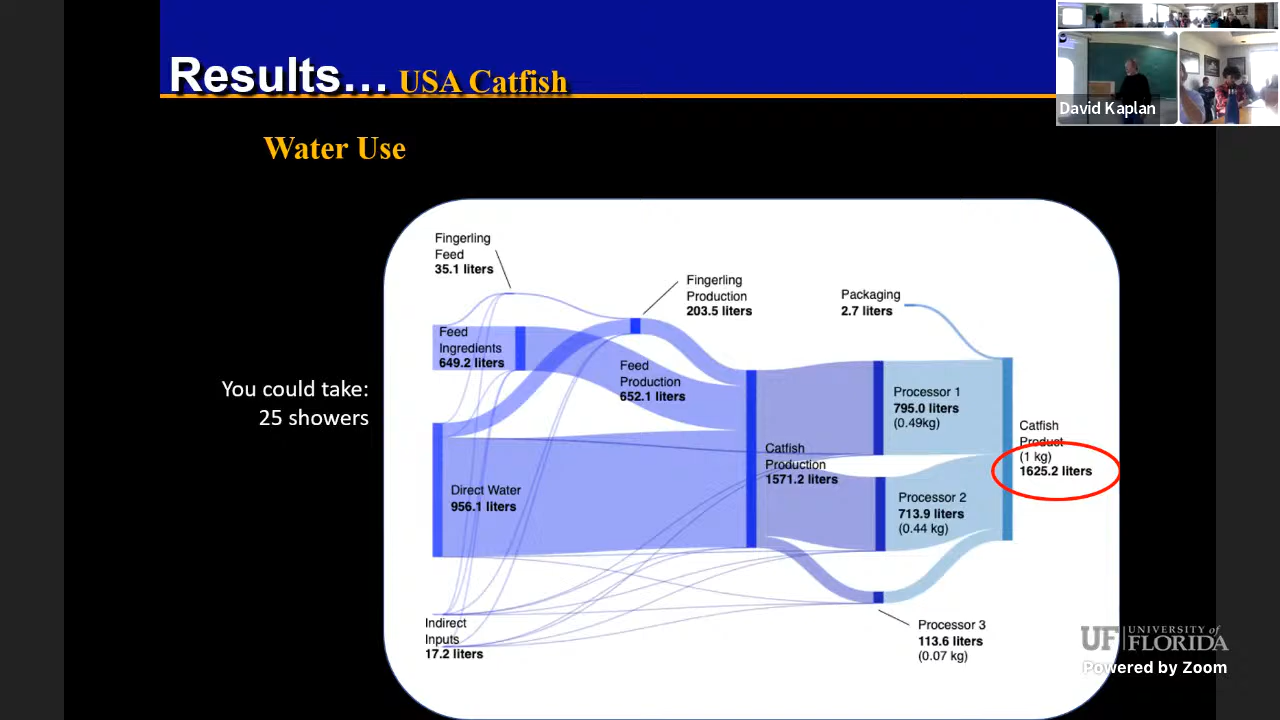 Results… USA Catfish
David Kaplan
Water Use
Fingerling
Feed
35.1 liters
Fingerling
Production
203.5 liters
Packaging
2.7 liters
Feed
Ingredients
649.2 liters
Feed
Production
652.1 liters
You could take:
25 showers
Processor 1
795.0 liters
(0.49kg)
Catfish
Product
(1 kg)
1625.2 liters
Catfish
Production
1571.2 liters
Direct Water
956.1 liters
Processor 2
713.9 liters
(0.44 kg)
Indirect
Inputs
17.2 liters
Processor 3
113.6 liters
(0.07 kg)
UF UNIVERSITY of
FLORIDA
Powered by Zoom